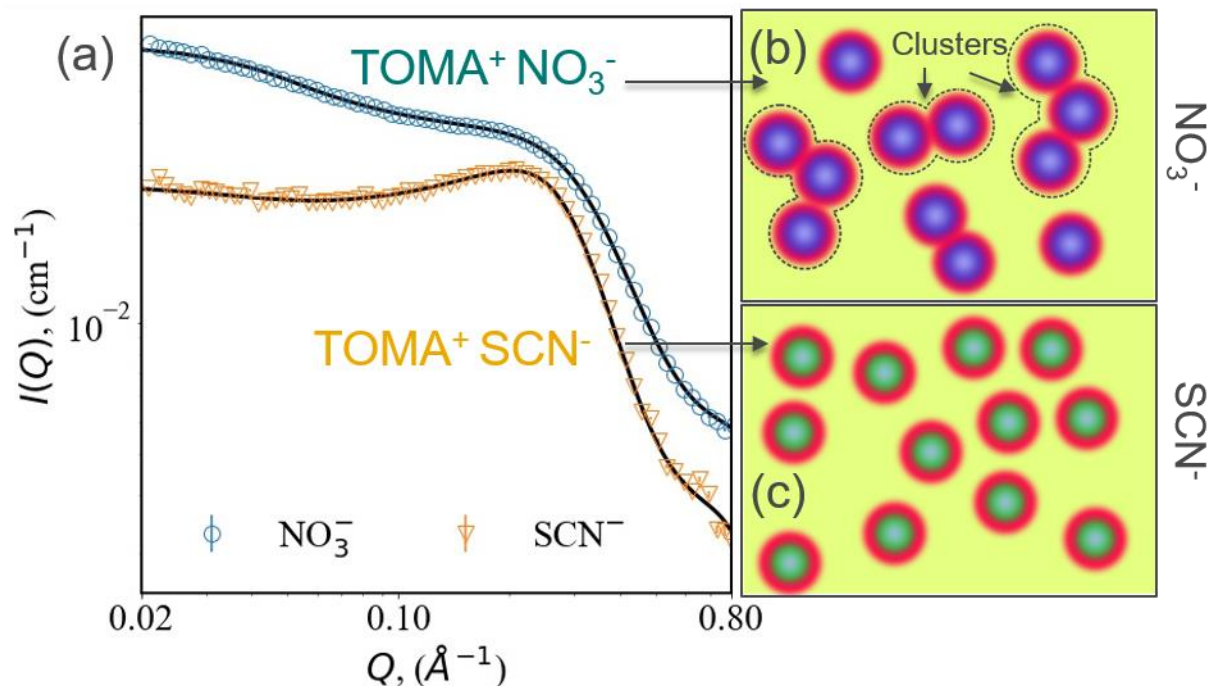 (a)
TOMA⁺ NO₃⁻
TOMA⁺ SCN⁻
I(Q), (cm⁻¹)
10⁻²
NO₃⁻
SCN⁻
0.02
0.10
0.80
Q, (Å⁻¹)
(b)
Clusters
NO₃⁻
(c)
SCN⁻